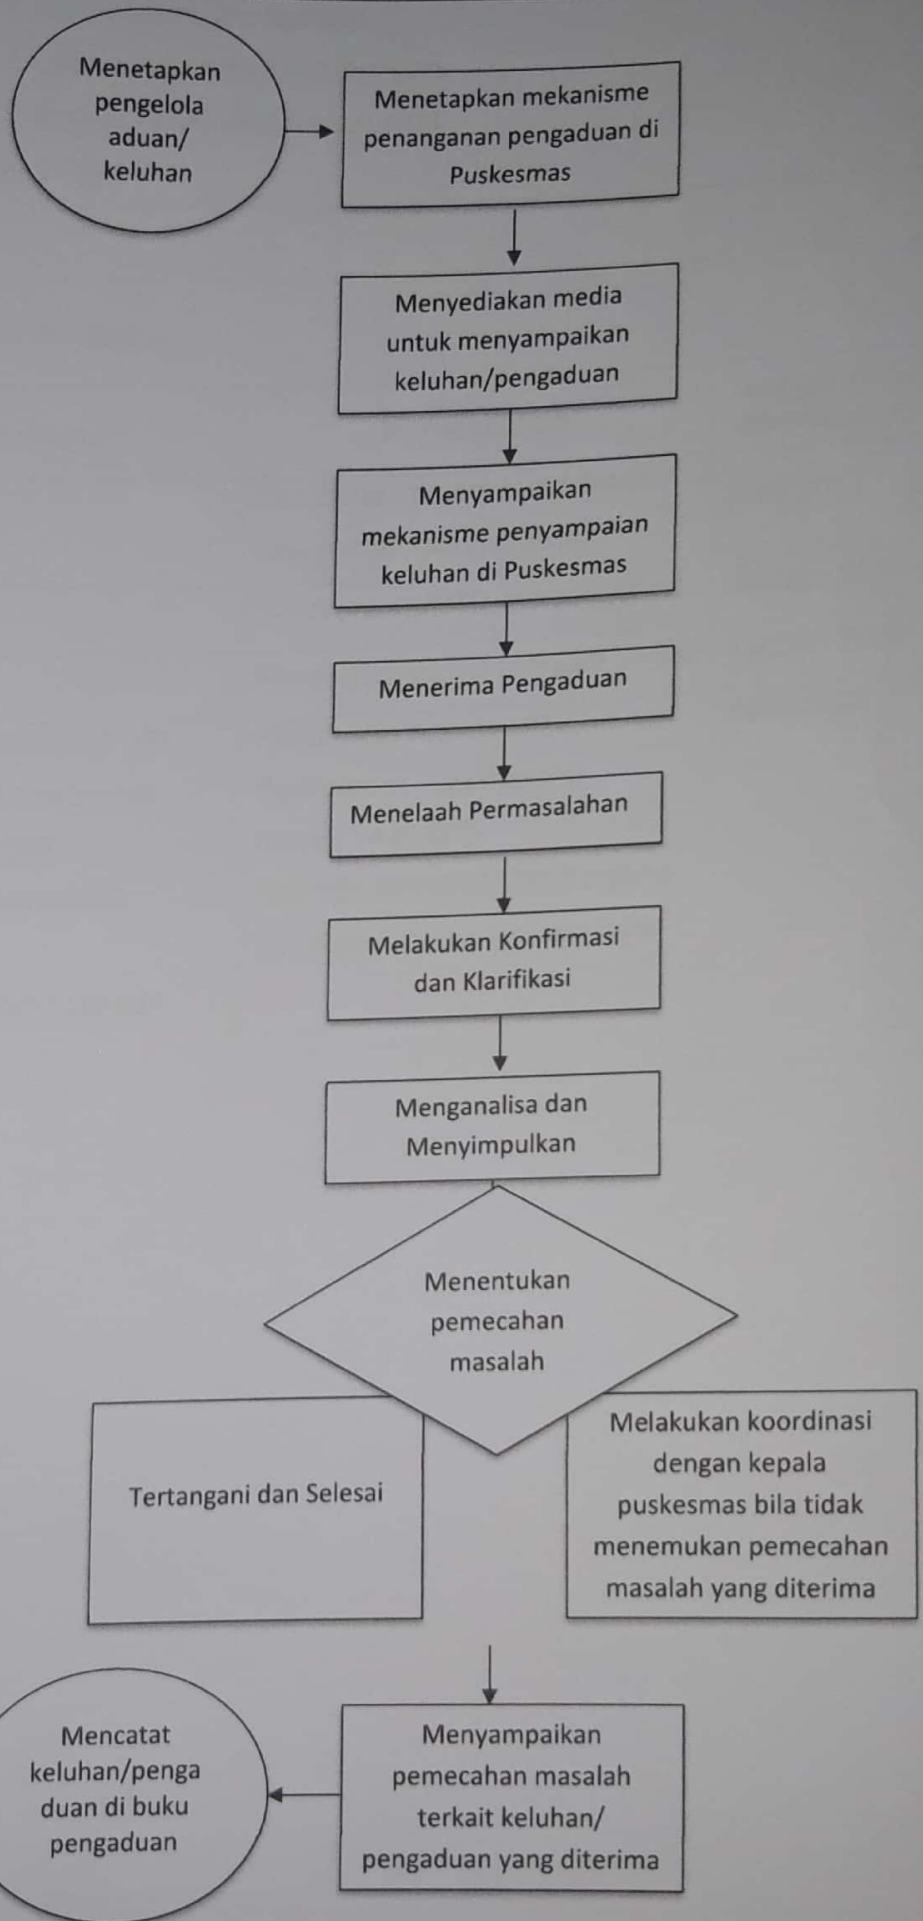 Menetapkan
pengelola
aduan/
keluhan
Menetapkan mekanisme
penanganan pengaduan di
Puskesmas
Menyediakan media
untuk menyampaikan
keluhan/pengaduan
Menyampaikan
mekanisme penyampaian
keluhan di Puskesmas
Menerima Pengaduan
Menelaah Permasalahan
Melakukan Konfirmasi
dan Klarifikasi
Menganalisa dan
Menyimpulkan
Menentukan
pemecahan
masalah
Tertangani dan Selesai
Melakukan koordinasi
dengan kepala
puskesmas bila tidak
menemukan pemecahan
masalah yang diterima
Menyampaikan
pemecahan masalah
terkait keluhan/
pengaduan yang diterima
Mencatat
keluhan/penga
duan di buku
pengaduan